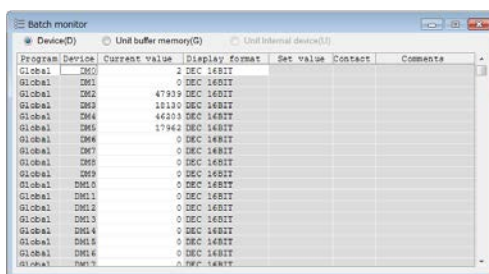 Batch monitor
Device(D) Unit buffer memory(G) Unit internal device(U)
Program Device Current value Display format Set value Contact Comments
Global DM0 2 DEC 16BIT
Global DM1 0 DEC 16BIT
Global DM2 47939 DEC 16BIT
Global DM3 18130 DEC 16BIT
Global DM4 46203 DEC 16BIT
Global DM5 17962 DEC 16BIT
Global DM6 0 DEC 16BIT
Global DM7 0 DEC 16BIT
Global DM8 0 DEC 16BIT
Global DM9 0 DEC 16BIT
Global DM10 0 DEC 16BIT
Global DM11 0 DEC 16BIT
Global DM12 0 DEC 16BIT
Global DM13 0 DEC 16BIT
Global DM14 0 DEC 16BIT
Global DM15 0 DEC 16BIT
Global DM16 0 DEC 16BIT
Global DM17 0 DEC 16BIT